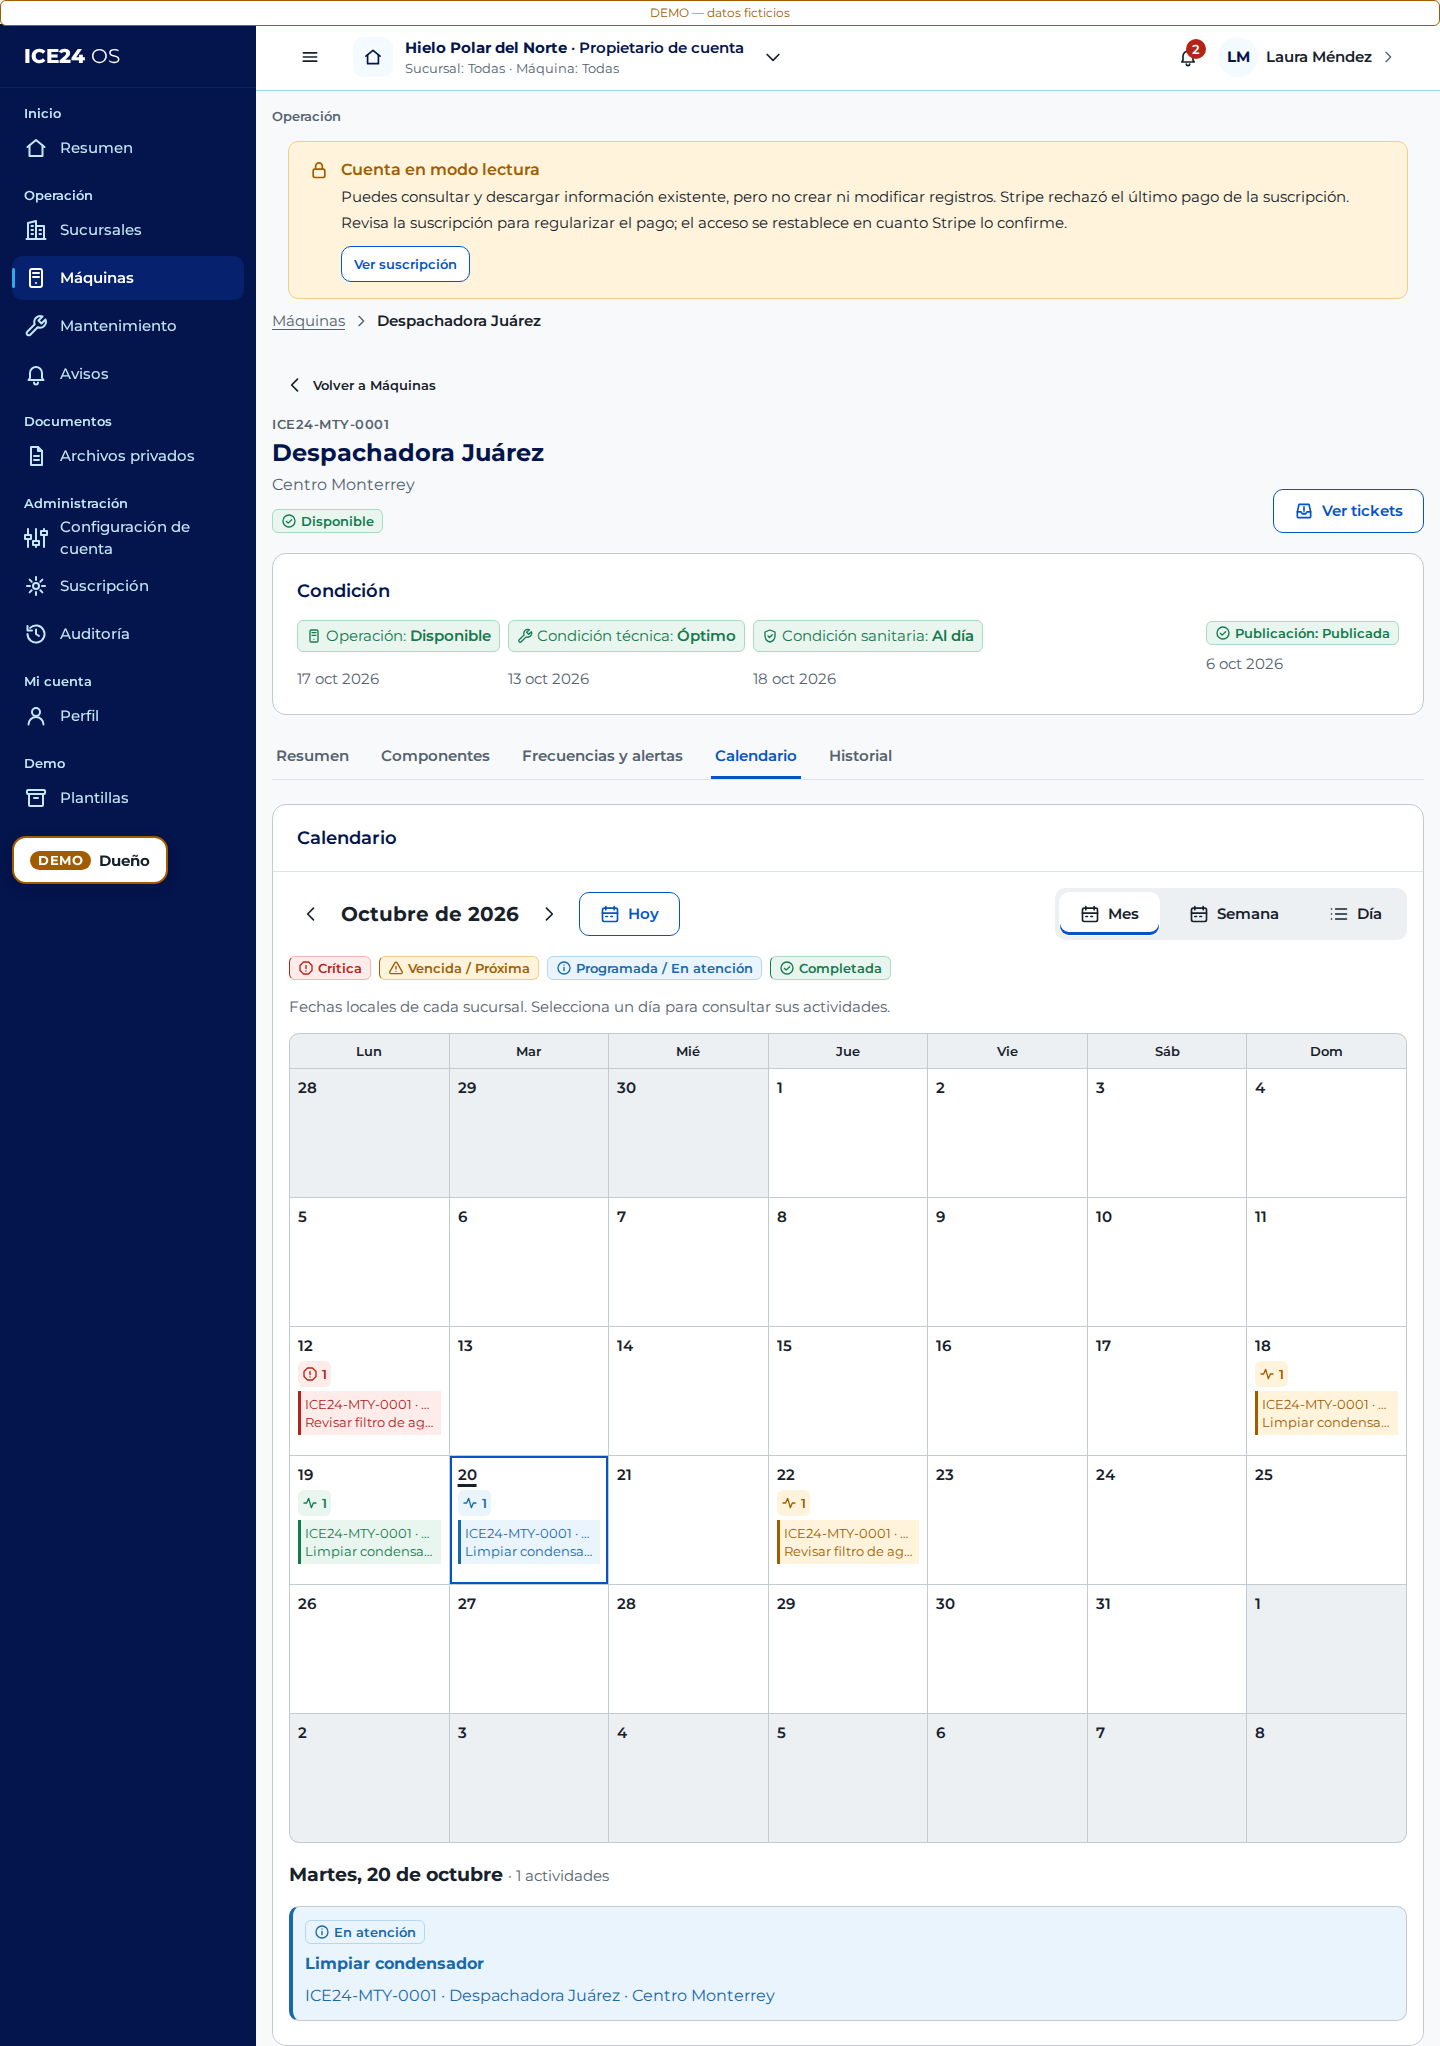 DEMO — datos ficticios
ICE24 OS
Inicio
Resumen
Operación
Sucursales
Máquinas
Mantenimiento
Avisos
Documentos
Archivos privados
Administración
Configuración de
cuenta
Suscripción
Auditoría
Mi cuenta
Perfil
Demo
Plantillas
DEMO Dueño
Hielo Polar del Norte · Propietario de cuenta
Sucursal: Todas · Máquina: Todas
2
LM Laura Méndez
Operación
Cuenta en modo lectura
Puedes consultar y descargar información existente, pero no crear ni modificar registros. Stripe rechazó el último pago de la suscripción.
Revisa la suscripción para regularizar el pago; el acceso se restablece en cuanto Stripe lo confirme.
Ver suscripción
Máquinas Despachadora Juárez
Volver a Máquinas
ICE24-MTY-0001
Despachadora Juárez
Centro Monterrey
Disponible
Ver tickets
Condición
Operación: Disponible Condición técnica: Óptimo Condición sanitaria: Al día Publicación: Publicada
17 oct 2026 13 oct 2026 18 oct 2026 6 oct 2026
Resumen Componentes Frecuencias y alertas Calendario Historial
Calendario
Octubre de 2026 Hoy Mes Semana Día
Crítica Vencida / Próxima Programada / En atención Completada
Fechas locales de cada sucursal. Selecciona un día para consultar sus actividades.
Lun Mar Mié Jue Vie Sáb Dom
28 29 30 1 2 3 4
5 6 7 8 9 10 11
12 13 14 15 16 17 18
1 1
ICE24-MTY-0001 · ... ICE24-MTY-0001 · ...
Revisar filtro de ag... Limpiar condensa...
19 20 21 22 23 24 25
1 1 1
ICE24-MTY-0001 · ... ICE24-MTY-0001 · ... ICE24-MTY-0001 · ...
Limpiar condensa... Limpiar condensa... Revisar filtro de ag...
26 27 28 29 30 31 1
2 3 4 5 6 7 8
Martes, 20 de octubre · 1 actividades
En atención
Limpiar condensador
ICE24-MTY-0001 · Despachadora Juárez · Centro Monterrey